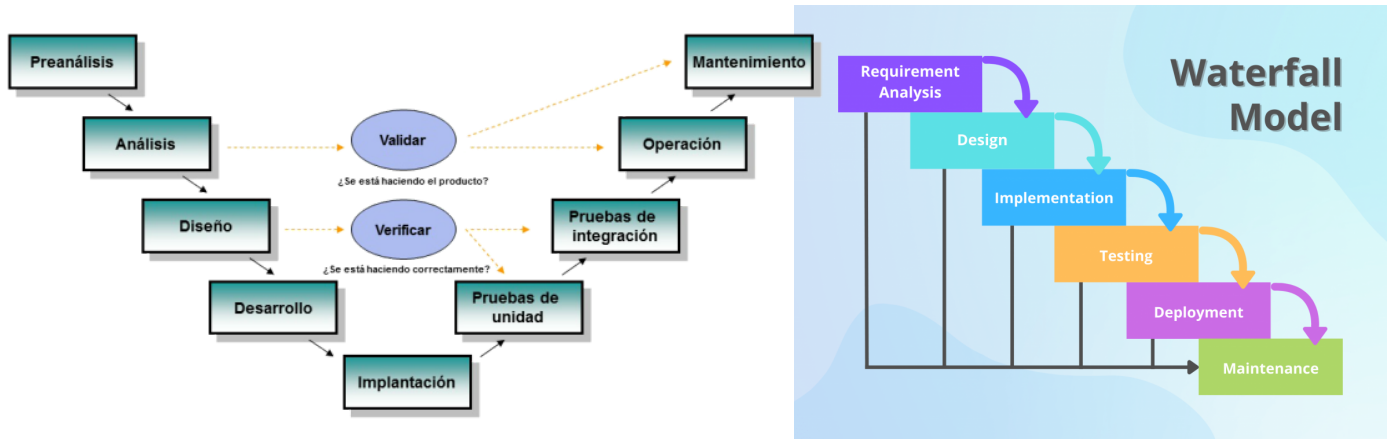 Preanálisis
Análisis
Diseño
Desarrollo
Implantación
Pruebas de
unidad
Pruebas de
integración
Operación
Mantenimiento
Validar
¿Se está haciendo el producto?
Verificar
¿Se está haciendo correctamente?
Waterfall
Model
Requirement
Analysis
Design
Implementation
Testing
Deployment
Maintenance